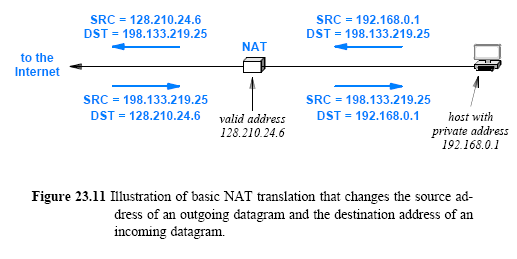 SRC = 128.210.24.6
DST = 198.133.219.25
SRC = 192.168.0.1
DST = 198.133.219.25
NAT
to the
Internet
SRC = 198.133.219.25
DST = 128.210.24.6
valid address
128.210.24.6
SRC = 198.133.219.25
DST = 192.168.0.1
host with
private address
192.168.0.1
Figure 23.11 Illustration of basic NAT translation that changes the source ad-
dress of an outgoing datagram and the destination address of an
incoming datagram.